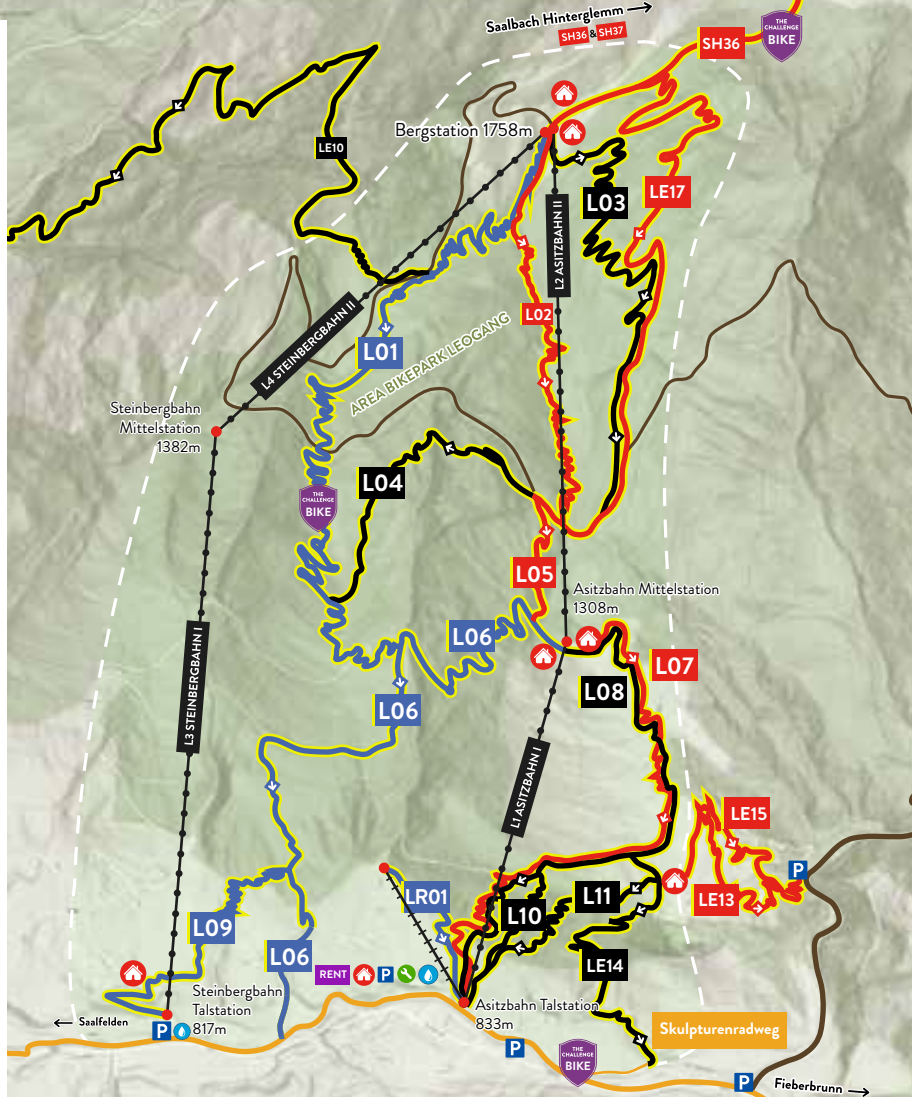 Saalbach Hinterglemm
SH36 & SH37
SH36
THE
CHALLENGE
BIKE
Bergstation 1758m
LE10
L03
LE17
L2 ASITZBAHN II
L02
L4 STEINBERGBAHN II
L01
AREA BIKEPARK LEOGANG
Steinbergbahn
Mittelstation
1382m
L04
THE
CHALLENGE
BIKE
L05
Asitzbahn Mittelstation
1308m
L06
L07
L08
L06
L3 STEINBERGBAHN I
L1 ASITZBAHN I
LE15
P
LR01
L11
LE13
L10
L09
L06
LE14
RENT
P
Steinbergbahn
Talstation
817m
Asitzbahn Talstation
833m
Saalfelden
P
Skulpturenradweg
P
THE
CHALLENGE
BIKE
P
Fieberbrunn